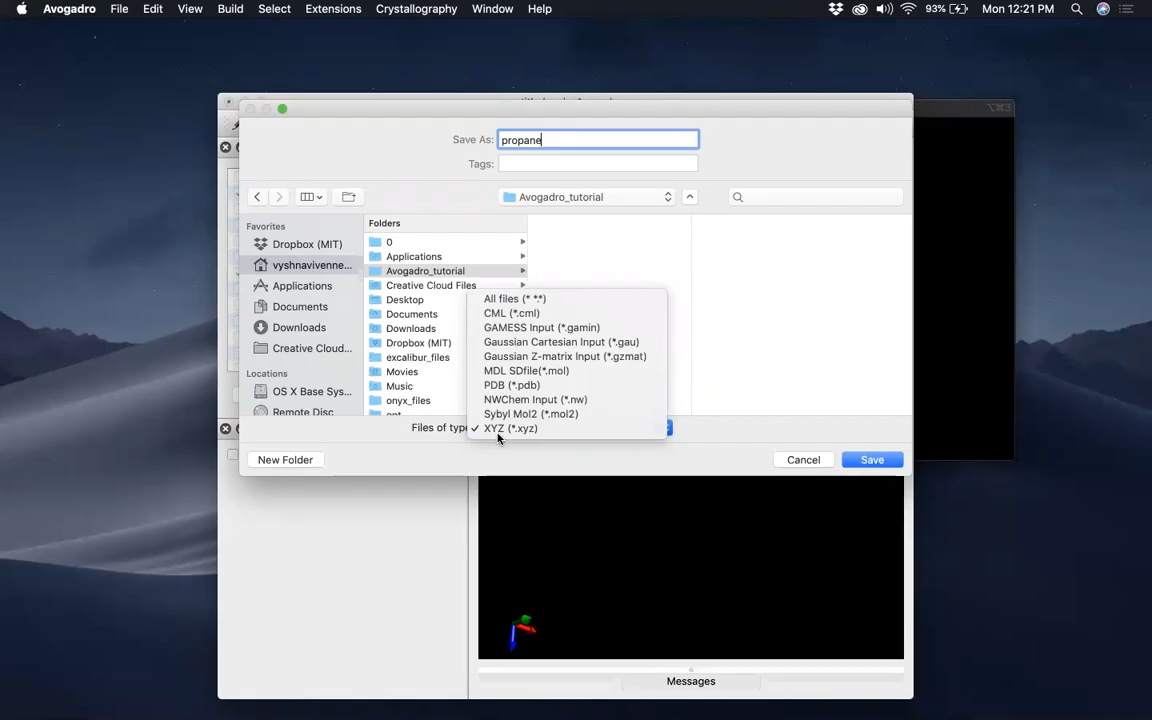 Avogadro File Edit View Build Select Extensions Crystallography Window Help 93% Mon 12:21 PM
⌥⌘3
Save As: propane
Tags:
Avogadro_tutorial
Favorites
Dropbox (MIT)
vyshnavivenne...
Applications
Documents
Downloads
Creative Cloud...
Locations
OS X Base Sys...
Remote Disc
Folders
0
Applications
Avogadro_tutorial
Creative Cloud Files
Desktop
Documents
Downloads
Dropbox (MIT)
excalibur_files
Movies
Music
onyx_files
opt
All files (* *.*)
CML (*.cml)
GAMESS Input (*.gamin)
Gaussian Cartesian Input (*.gau)
Gaussian Z-matrix Input (*.gzmat)
MDL SDfile(*.mol)
PDB (*.pdb)
NWChem Input (*.nw)
Sybyl Mol2 (*.mol2)
Files of type ✓ XYZ (*.xyz)
New Folder Cancel Save
Messages